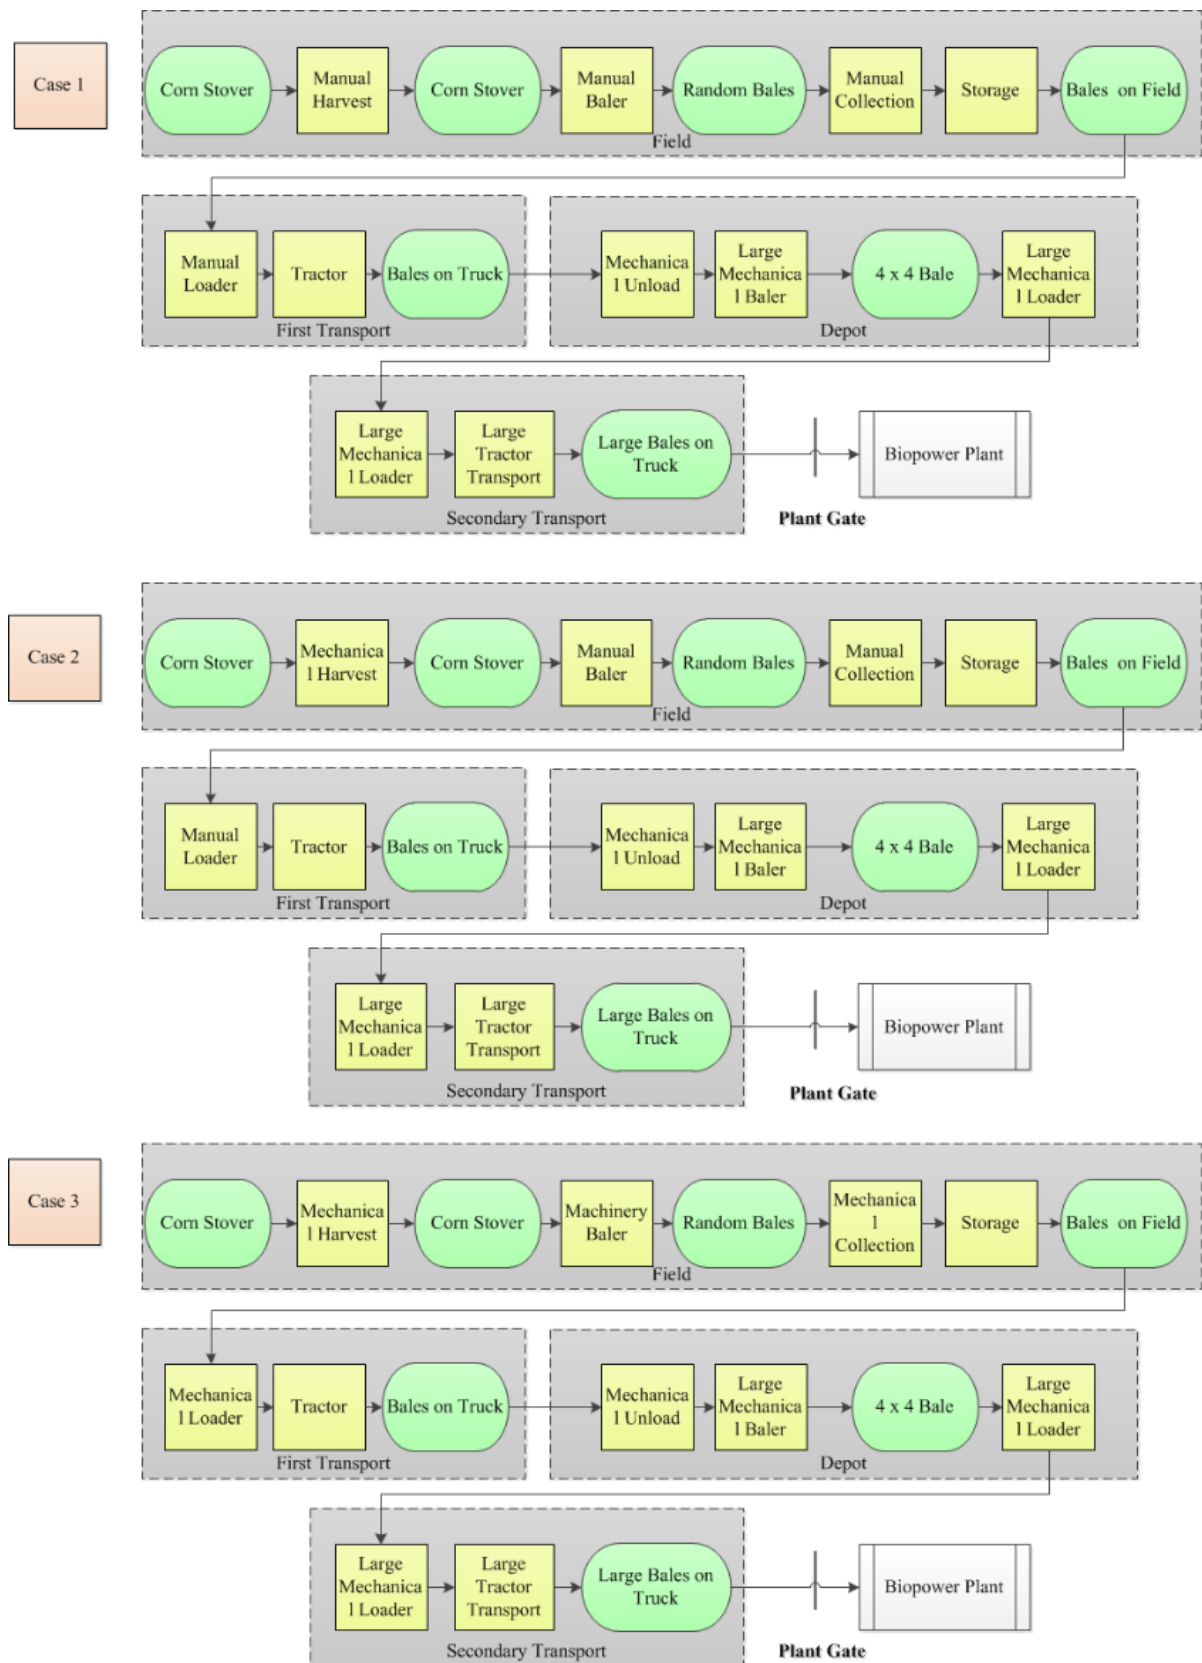 Case 1
Corn Stover
Manual
Harvest
Corn Stover
Manual
Baler
Random Bales
Manual
Collection
Storage
Bales on Field
Field
Manual
Loader
Tractor
Bales on Truck
First Transport
Mechanica
l Unload
Large
Mechanica
l Baler
4 x 4 Bale
Large
Mechanica
l Loader
Depot
Large
Mechanica
l Loader
Large
Tractor
Transport
Large Bales on
Truck
Secondary Transport
Plant Gate
Biopower Plant
Case 2
Corn Stover
Mechanica
l Harvest
Corn Stover
Manual
Baler
Random Bales
Manual
Collection
Storage
Bales on Field
Field
Manual
Loader
Tractor
Bales on Truck
First Transport
Mechanica
l Unload
Large
Mechanica
l Baler
4 x 4 Bale
Large
Mechanica
l Loader
Depot
Large
Mechanica
l Loader
Large
Tractor
Transport
Large Bales on
Truck
Secondary Transport
Plant Gate
Biopower Plant
Case 3
Corn Stover
Mechanica
l Harvest
Corn Stover
Machinery
Baler
Random Bales
Mechanica
l
Collection
Storage
Bales on Field
Field
Mechanica
l Loader
Tractor
Bales on Truck
First Transport
Mechanica
l Unload
Large
Mechanica
l Baler
4 x 4 Bale
Large
Mechanica
l Loader
Depot
Large
Mechanica
l Loader
Large
Tractor
Transport
Large Bales on
Truck
Secondary Transport
Plant Gate
Biopower Plant